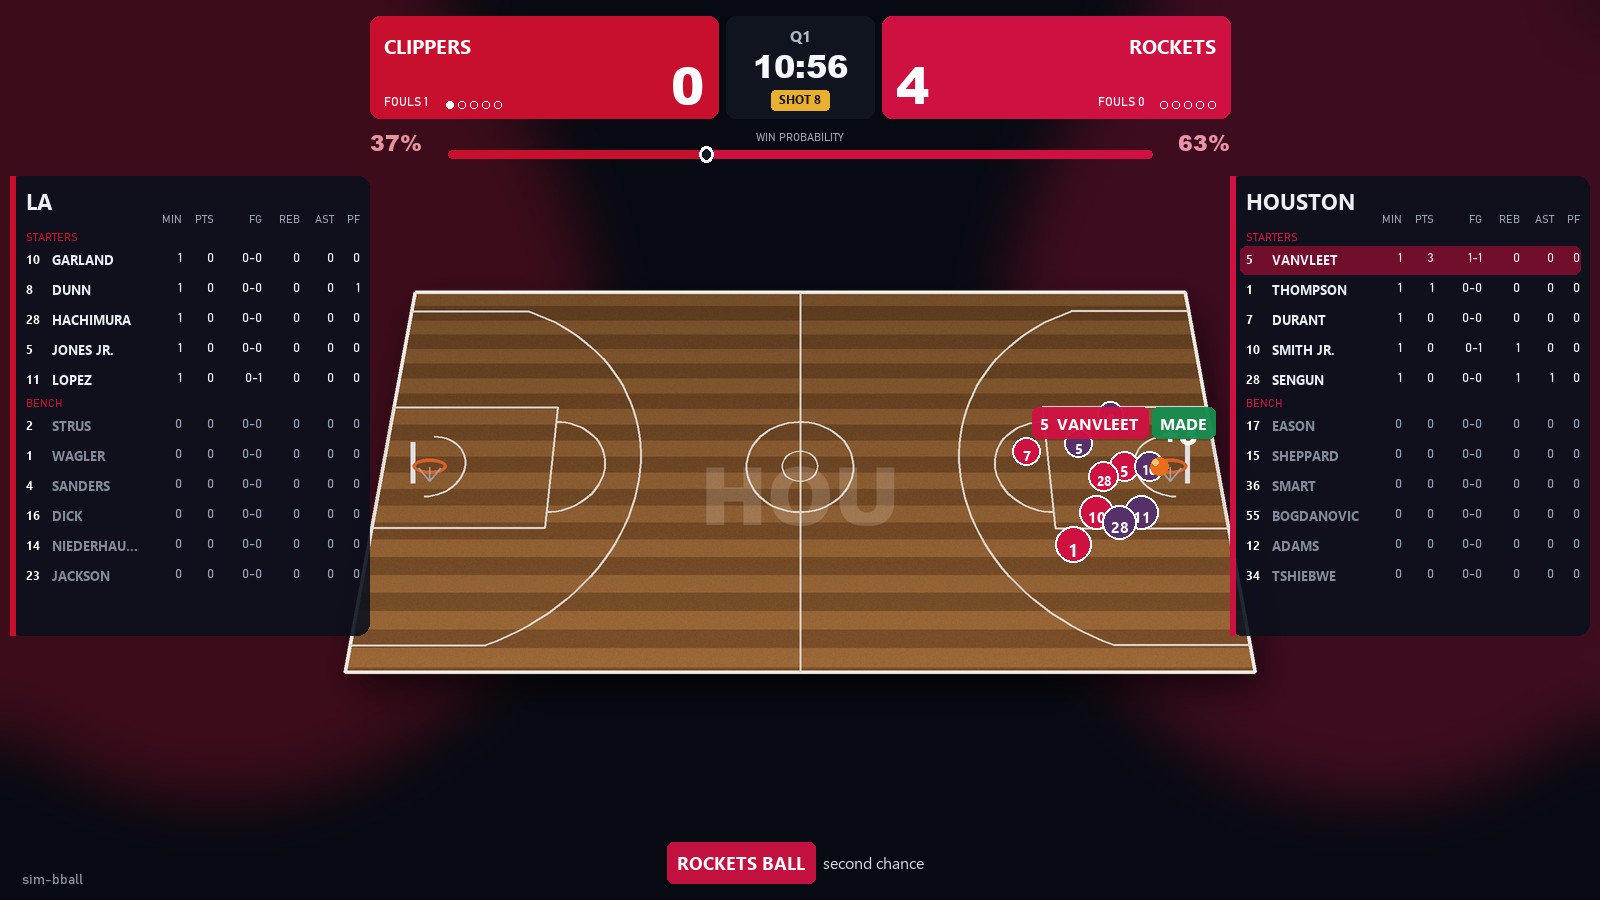 CLIPPERS
0
FOULS 1
Q1
10:56
SHOT 8
ROCKETS
4
FOULS 0
37%
WIN PROBABILITY
63%
LA
MIN PTS FG REB AST PF
STARTERS
10 GARLAND 1 0 0-0 0 0 0
8 DUNN 1 0 0-0 0 0 1
28 HACHIMURA 1 0 0-0 0 0 0
5 JONES JR. 1 0 0-0 0 0 0
11 LOPEZ 1 0 0-1 0 0 0
BENCH
2 STRUS 0 0 0-0 0 0 0
1 WAGLER 0 0 0-0 0 0 0
4 SANDERS 0 0 0-0 0 0 0
16 DICK 0 0 0-0 0 0 0
14 NIEDERHAU... 0 0 0-0 0 0 0
23 JACKSON 0 0 0-0 0 0 0
HOUSTON
MIN PTS FG REB AST PF
STARTERS
5 VANVLEET 1 3 1-1 0 0 0
1 THOMPSON 1 1 0-0 0 0 0
7 DURANT 1 0 0-0 0 0 0
10 SMITH JR. 1 0 0-1 1 0 0
28 SENGUN 1 0 0-0 1 1 0
BENCH
17 EASON 0 0 0-0 0 0 0
15 SHEPPARD 0 0 0-0 0 0 0
36 SMART 0 0 0-0 0 0 0
55 BOGDANOVIC 0 0 0-0 0 0 0
12 ADAMS 0 0 0-0 0 0 0
34 TSHIEBWE 0 0 0-0 0 0 0
5 VANVLEET MADE
7
5
28
5
10
28
11
1
HOU
ROCKETS BALL second chance
sim-bball